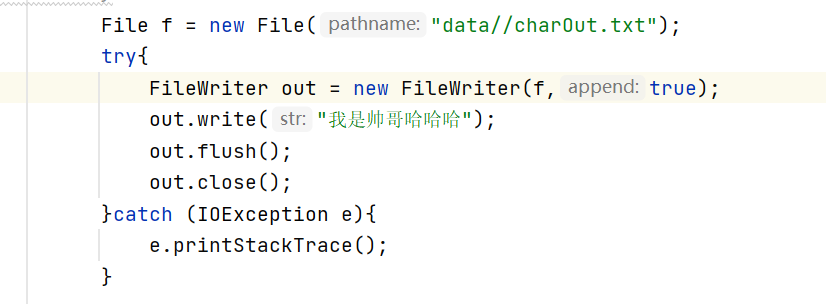 File f = new File( pathname: "data//charOut.txt");
try{
FileWriter out = new FileWriter(f, append: true);
out.write( str: "我是帅哥哈哈哈");
out.flush();
out.close();
}catch (IOException e){
e.printStackTrace();
}